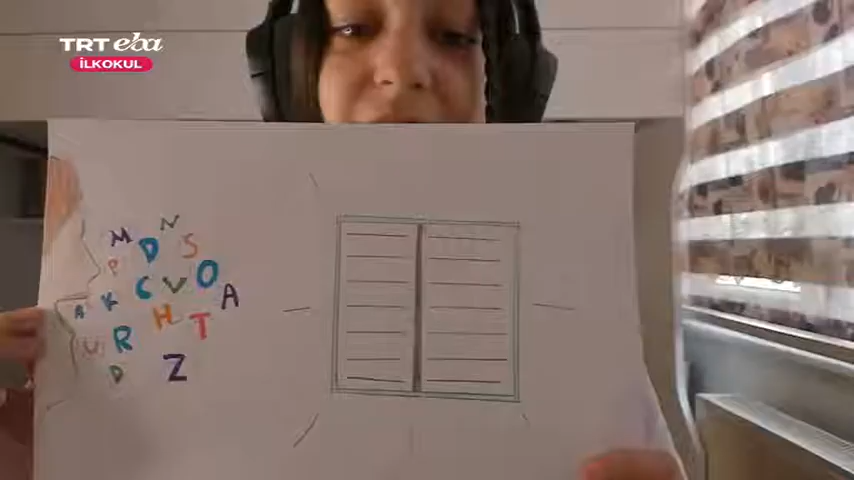 TRT eba
İLKOKUL
N
M D S
P
C V O
A K A
H T
U R
D Z